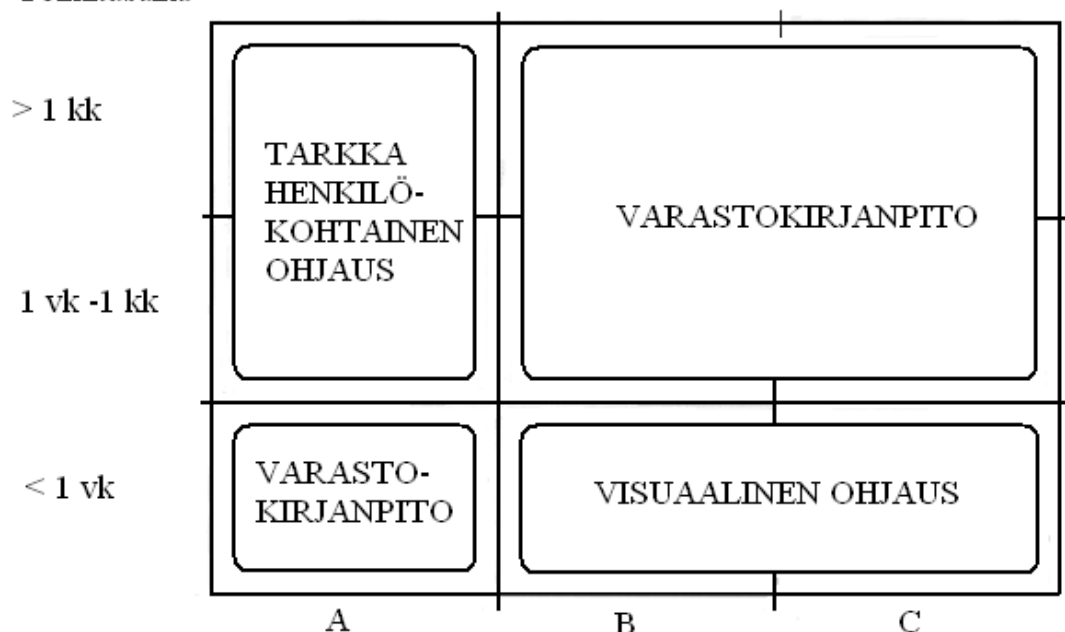 > 1 kk
TARKKA
HENKILÖ-
KOHTAINEN
OHJAUS
VARASTOKIRJANPITO
1 vk -1 kk
< 1 vk
VARASTO-
KIRJANPITO
VISUAALINEN OHJAUS
A B C